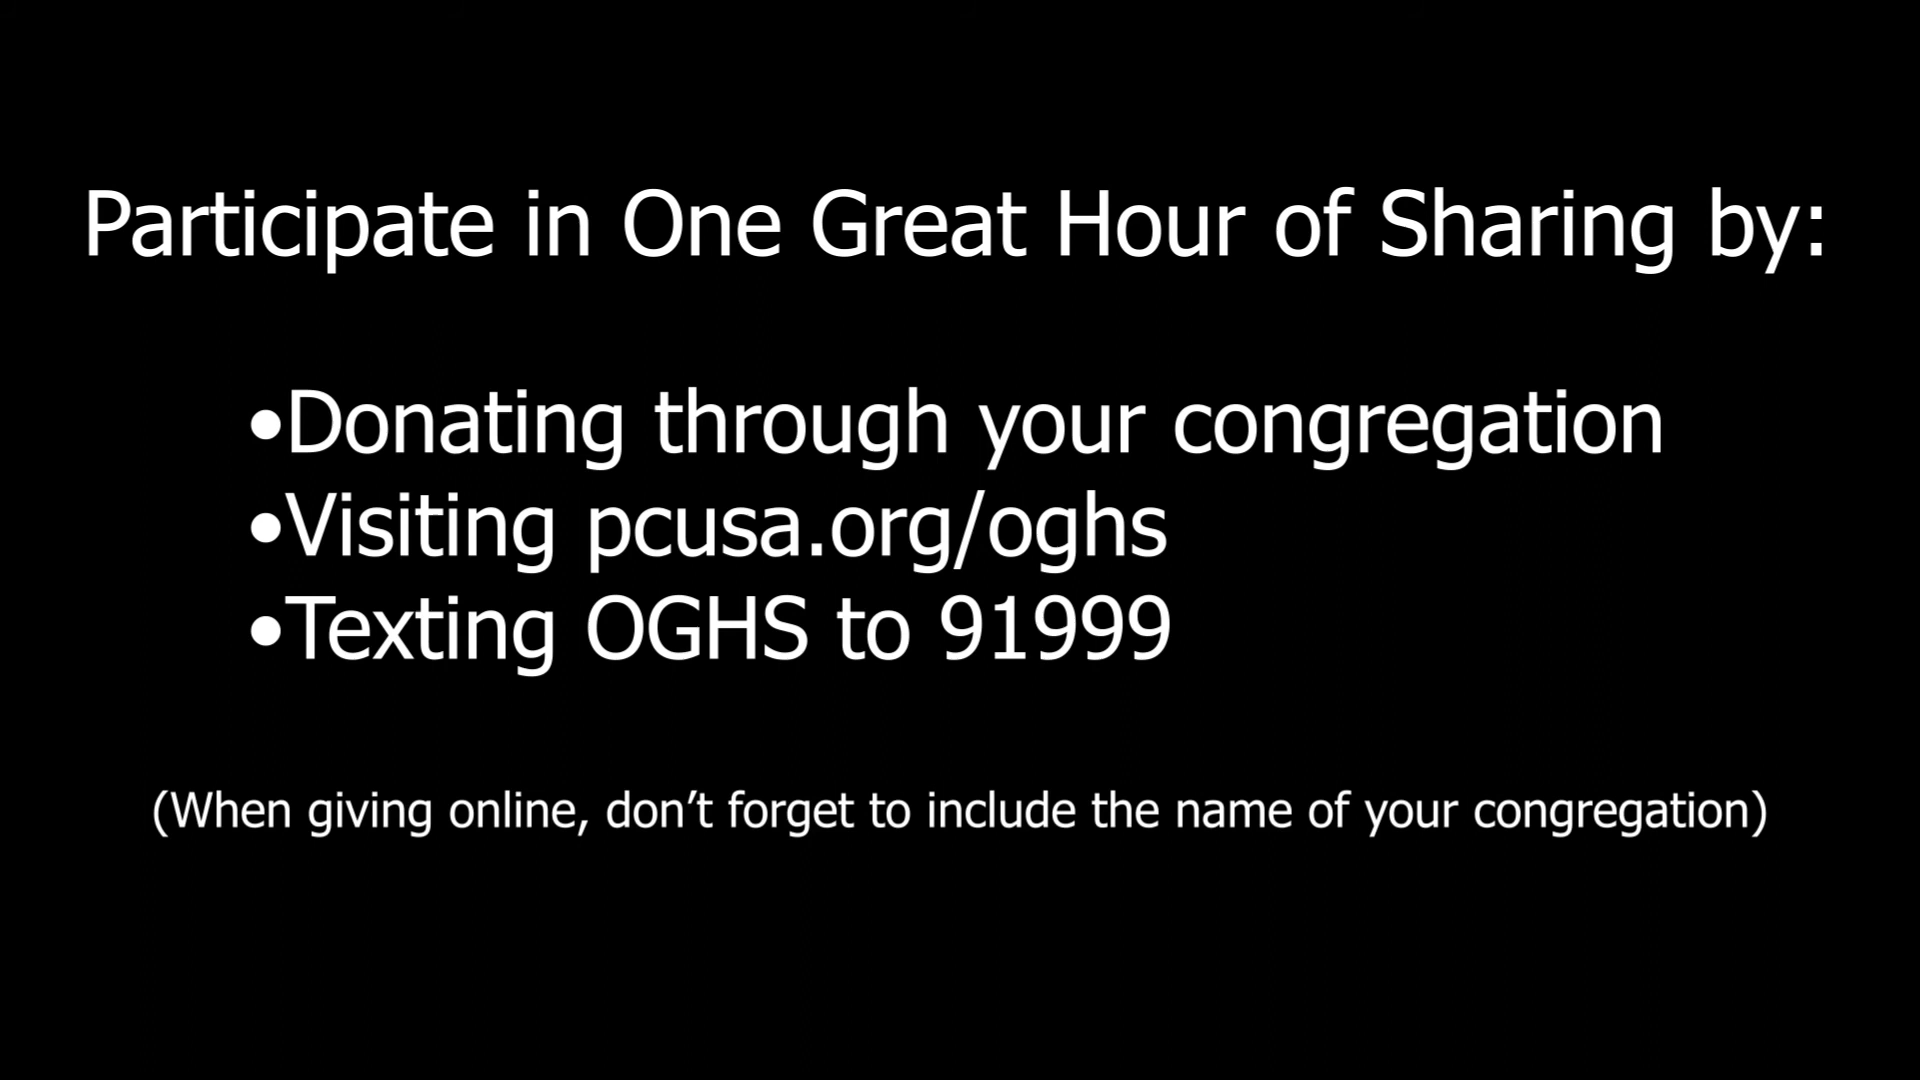 Participate in One Great Hour of Sharing by:
•Donating through your congregation
•Visiting pcusa.org/oghs
•Texting OGHS to 91999
(When giving online, don’t forget to include the name of your congregation)